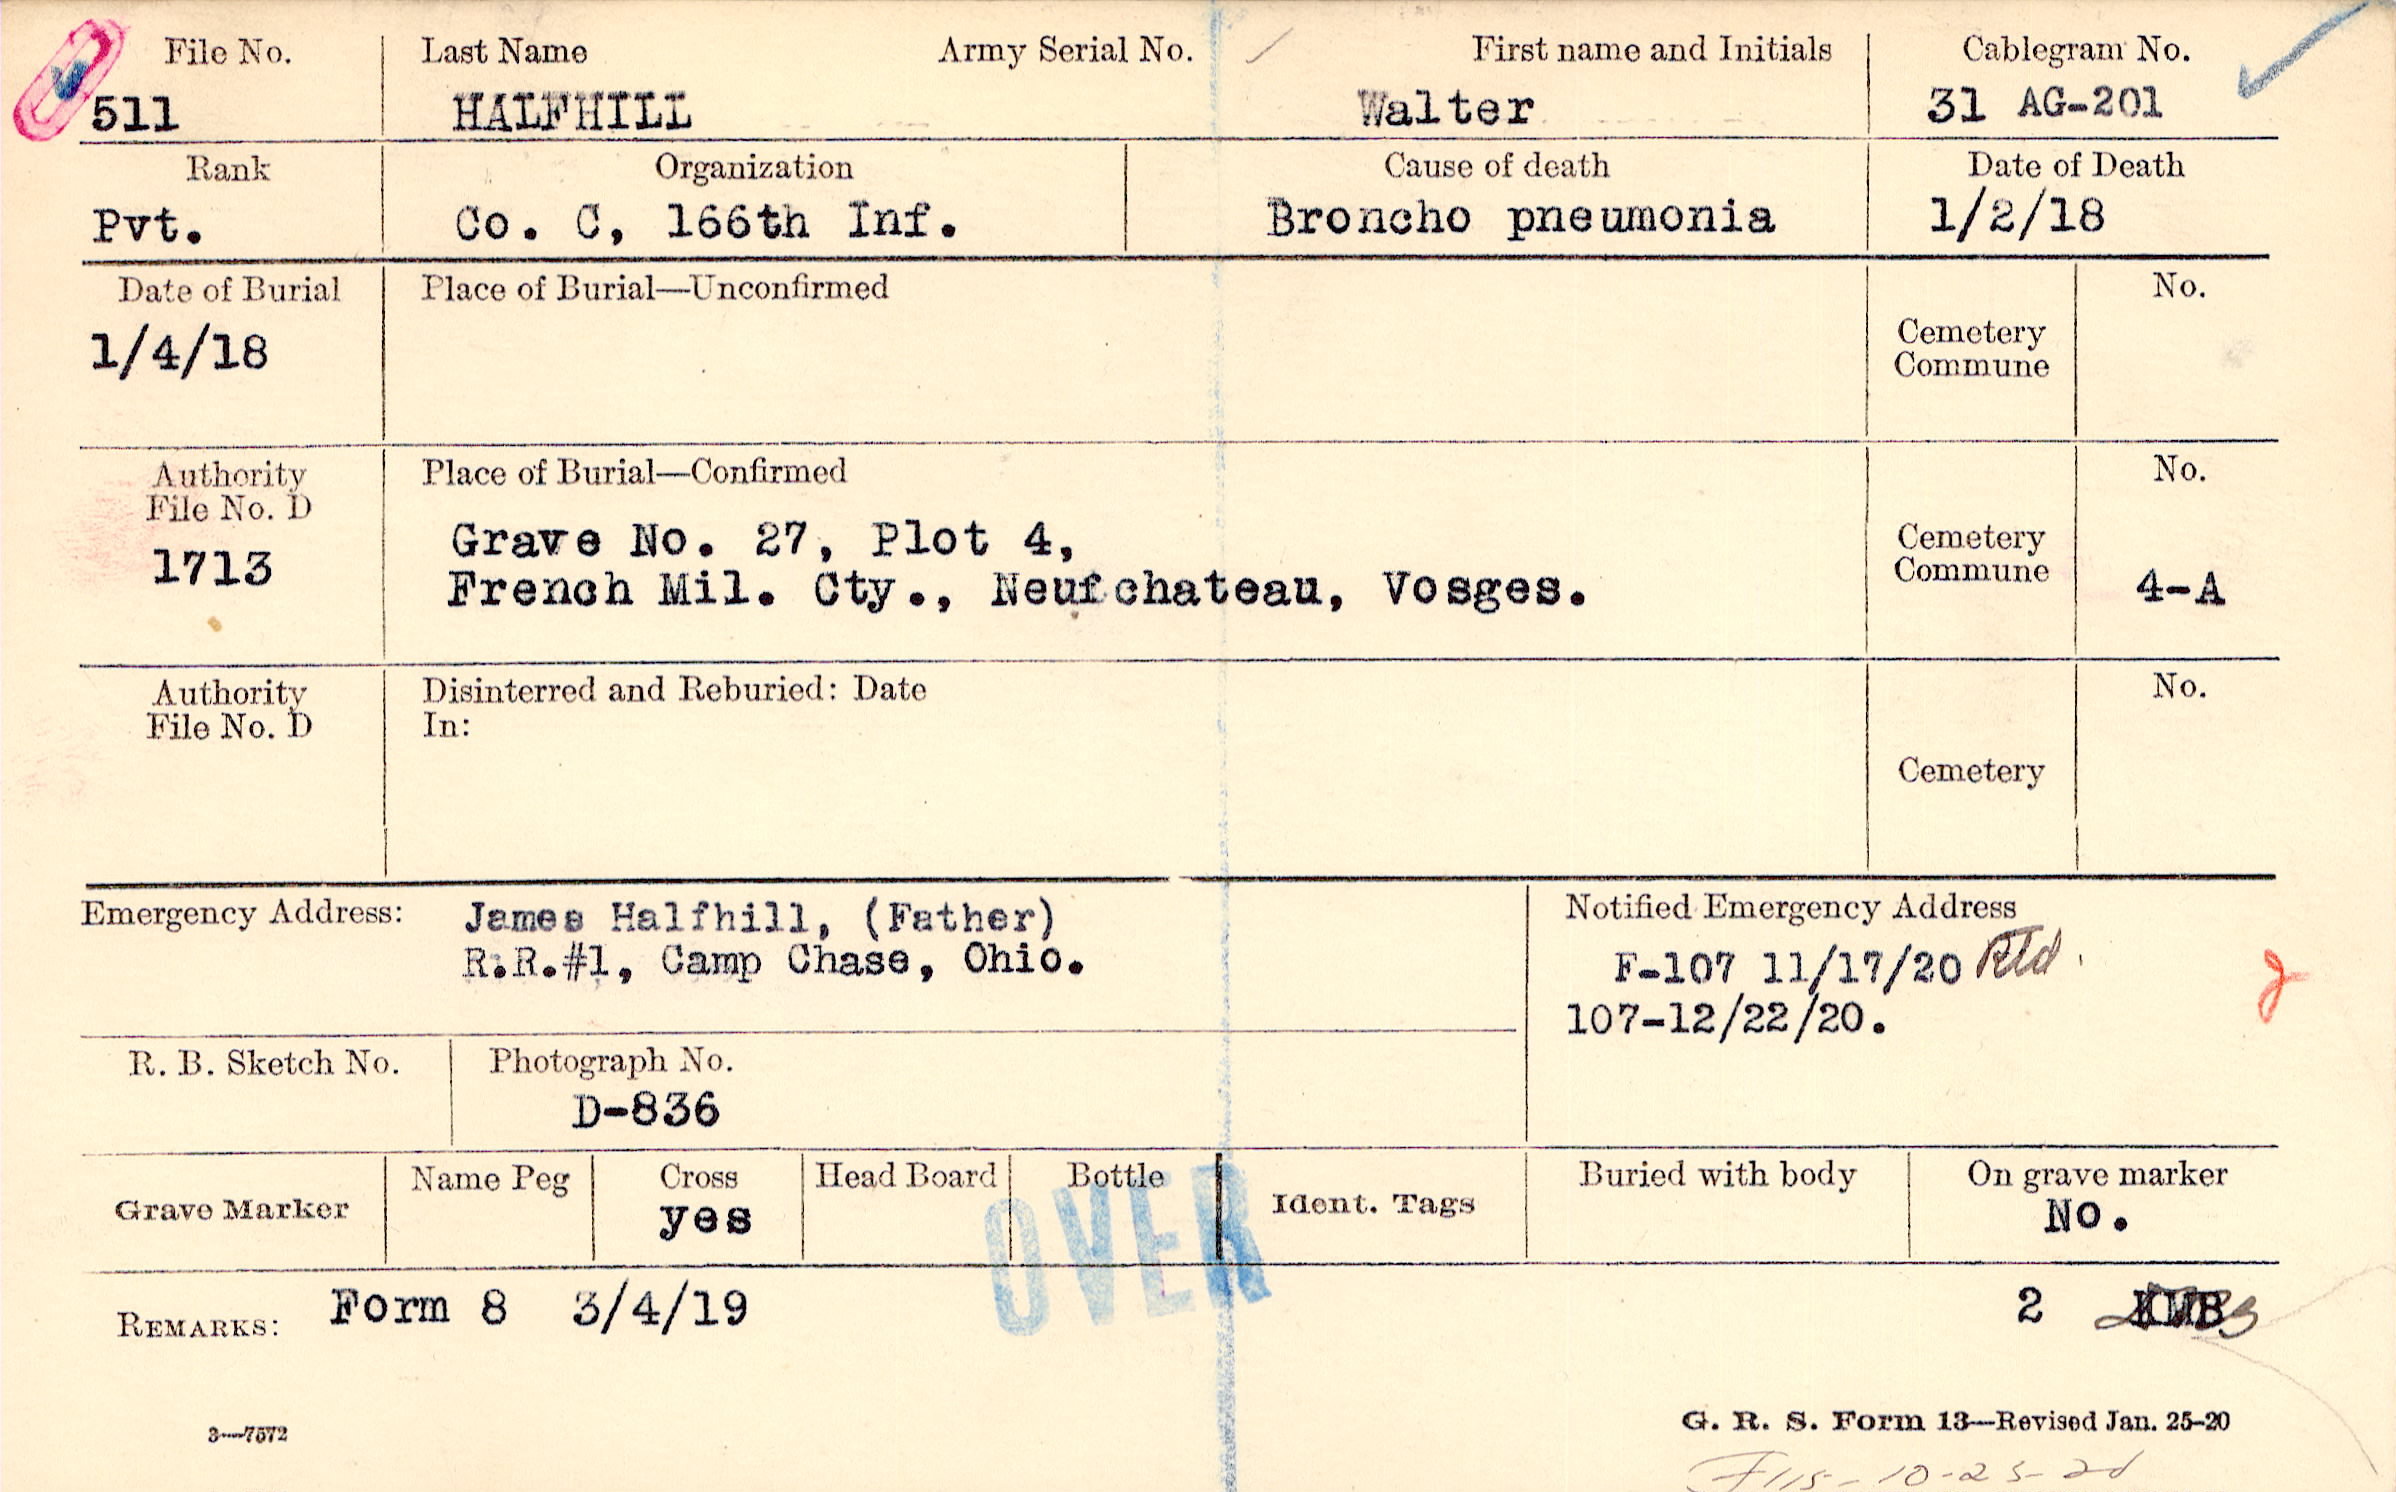 File No. Last Name Army Serial No. First name and Initials Cablegram No.
511 HALFHILL Walter 31 AG-201
Rank Organization Cause of death Date of Death
Pvt. Co. C, 166th Inf. Broncho pneumonia 1/2/18
Date of Burial Place of Burial—Unconfirmed No.
1/4/18
Cemetery
Commune
Authority Place of Burial—Confirmed No.
File No. D
1713
Grave No. 27, Plot 4,
French Mil. Cty., Neufchateau, Vosges.
Cemetery
Commune
4-A
Authority Disinterred and Reburied: Date No.
File No. D In:
Cemetery
Emergency Address: James Halfhill, (Father)
R.R.#1, Camp Chase, Ohio.
Notified Emergency Address
F-107 11/17/20 Rtd.
107-12/22/20.
R. B. Sketch No. Photograph No.
D-836
Grave Marker Name Peg Cross Head Board Bottle Ident. Tags Buried with body On grave marker
yes No.
OVER
REMARKS: Form 8 3/4/19 2
3—7572
G. R. S. Form 13—Revised Jan. 25-20